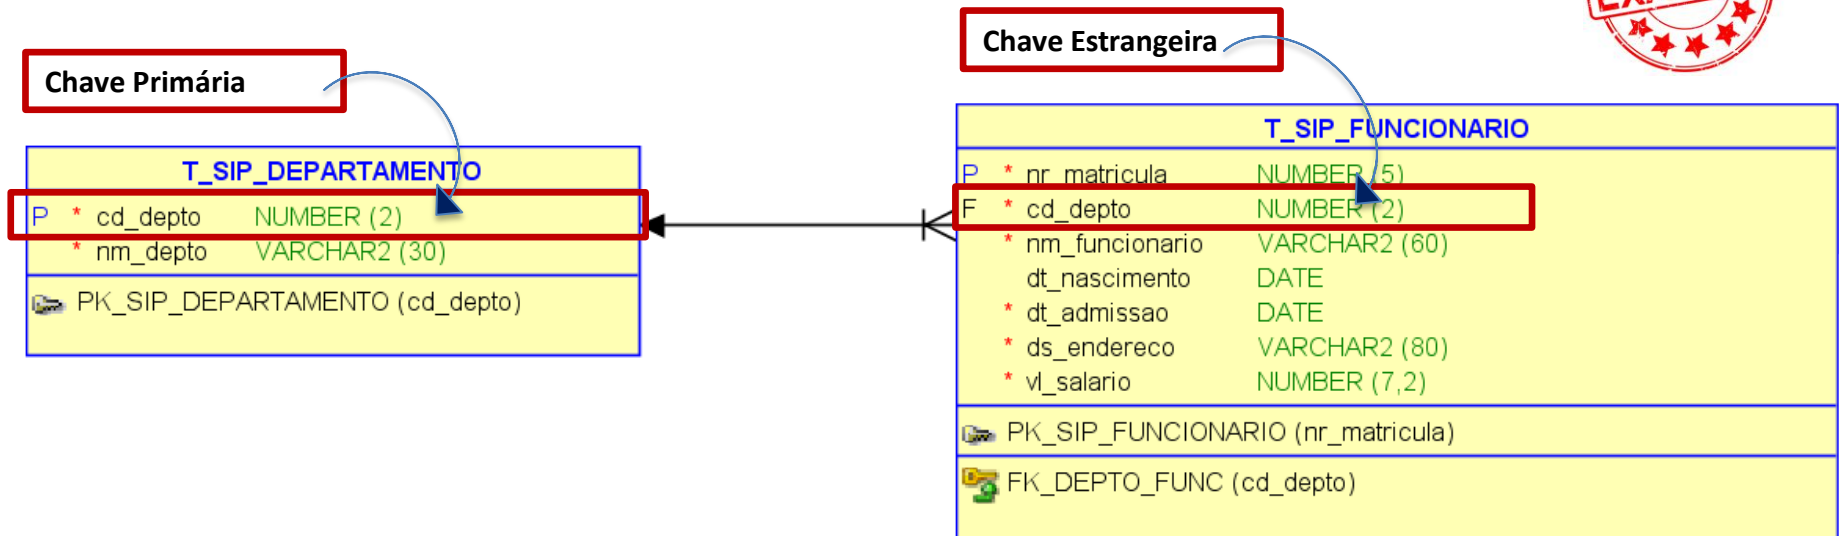 Chave Primária
Chave Estrangeira
T_SIP_DEPARTAMENTO
P * cd_depto NUMBER (2)
* nm_depto VARCHAR2 (30)
PK_SIP_DEPARTAMENTO (cd_depto)
T_SIP_FUNCIONARIO
P * nr_matricula NUMBER (5)
F * cd_depto NUMBER (2)
* nm_funcionario VARCHAR2 (60)
dt_nascimento DATE
* dt_admissao DATE
* ds_endereco VARCHAR2 (80)
* vl_salario NUMBER (7,2)
PK_SIP_FUNCIONARIO (nr_matricula)
FK_DEPTO_FUNC (cd_depto)